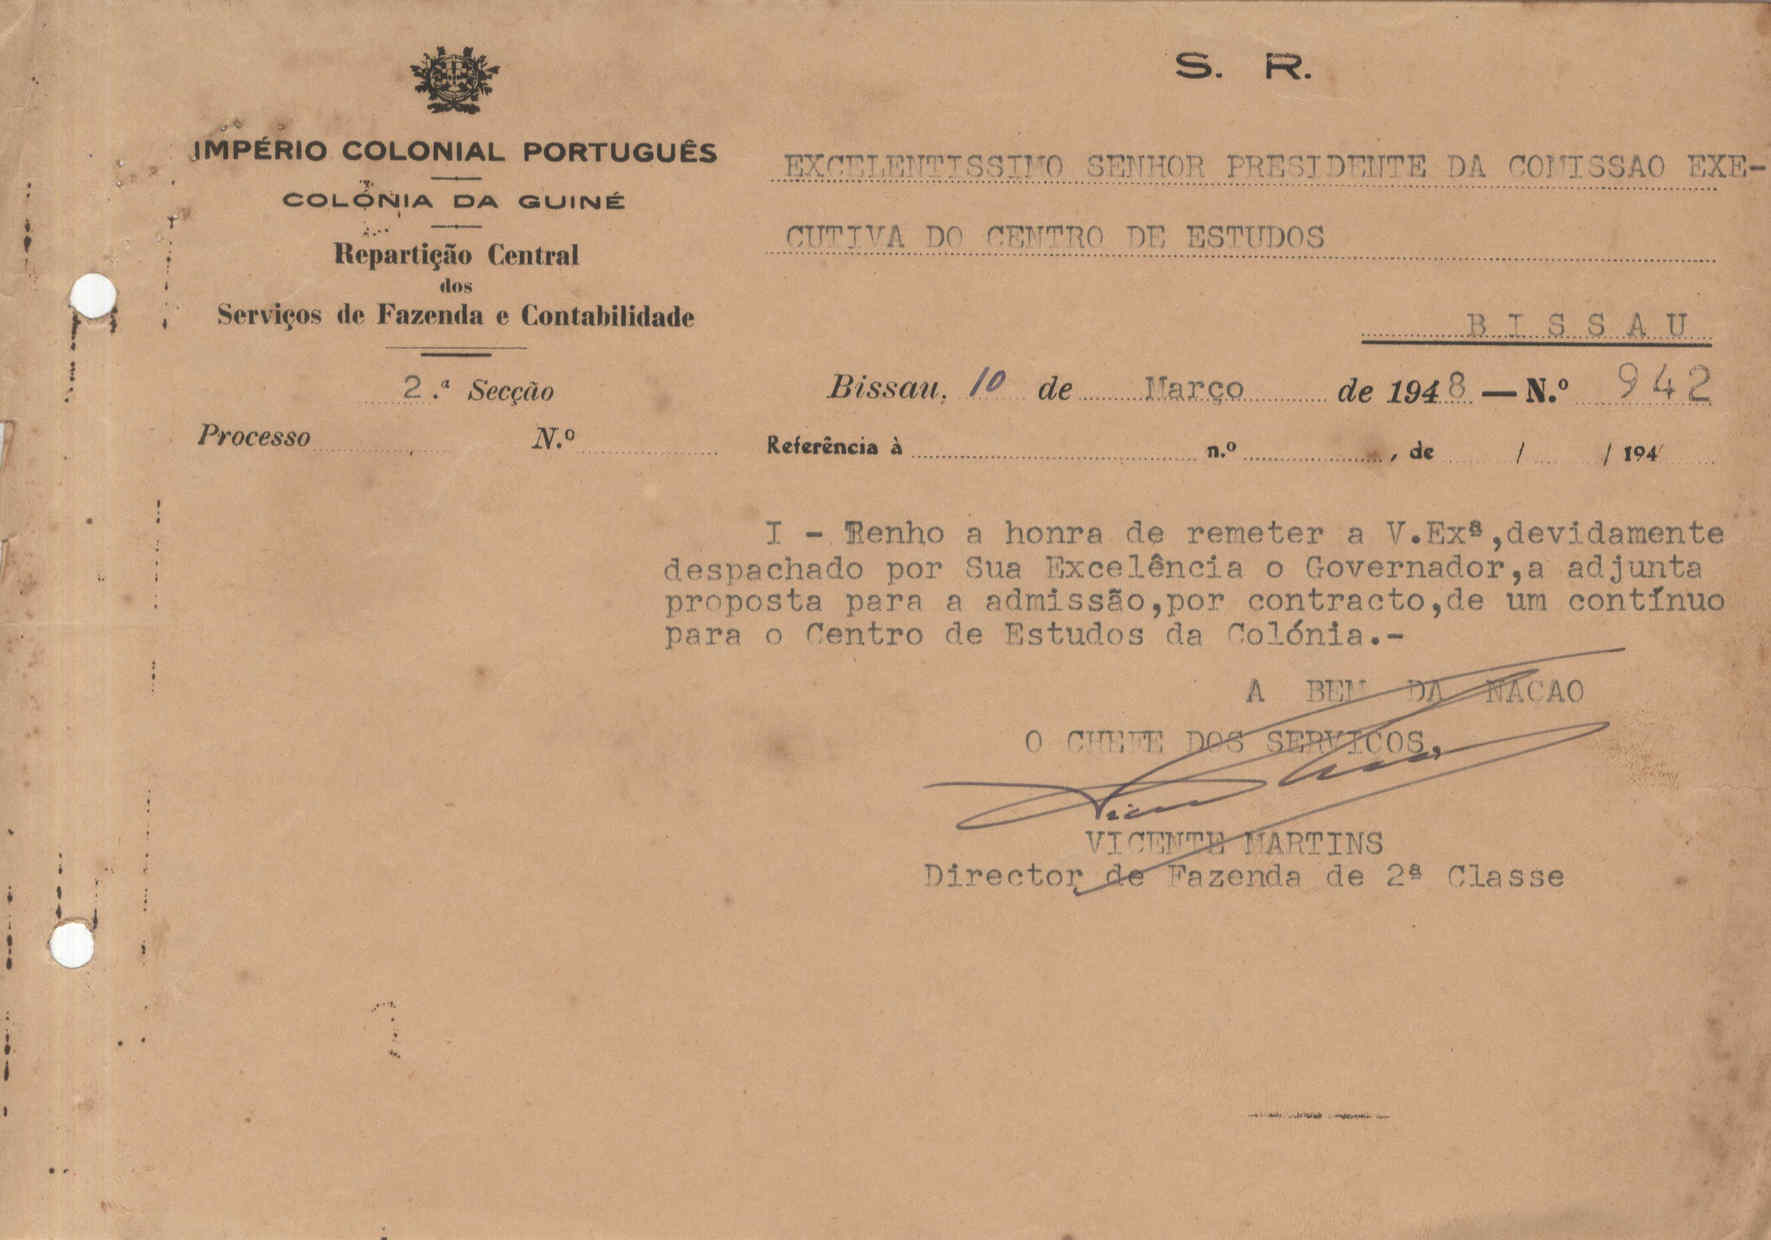 S. R.
IMPÉRIO COLONIAL PORTUGUÊS
COLÓNIA DA GUINÉ
Repartição Central
dos
Serviços de Fazenda e Contabilidade
2.ª Secção
Processo N.º
EXCELENTISSIMO SENHOR PRESIDENTE DA COMISSAO EXE-
CUTIVA DO CENTRO DE ESTUDOS
BISSAU
Bissau, 10 de Março de 1948 — N.º 942
Referência à n.º , de / / 194
I - Tenho a honra de remeter a V.Exª,devidamente
despachado por Sua Excelência o Governador,a adjunta
proposta para a admissão,por contracto,de um contínuo
para o Centro de Estudos da Colónia.-
A BEM DA NACAO
O CHEFE DOS SERVICOS,
VICENTE MARTINS
Director de Fazenda de 2ª Classe